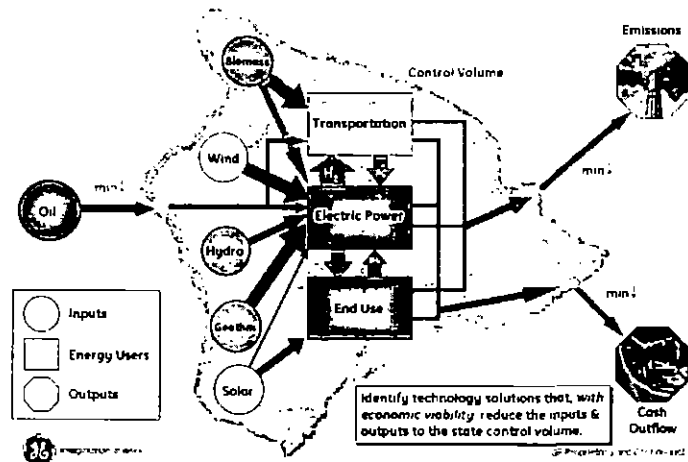 Emissions
Biomass
Control Volume
Transportation
Wind
min↓
min↓
Oil
Electric Power
Hydro
Inputs
Geothm
End Use
min↓
Energy Users
Solar
Outputs
Identify technology solutions that, with
economic viability reduce the inputs &
outputs to the state control volume.
Cash
Outflow